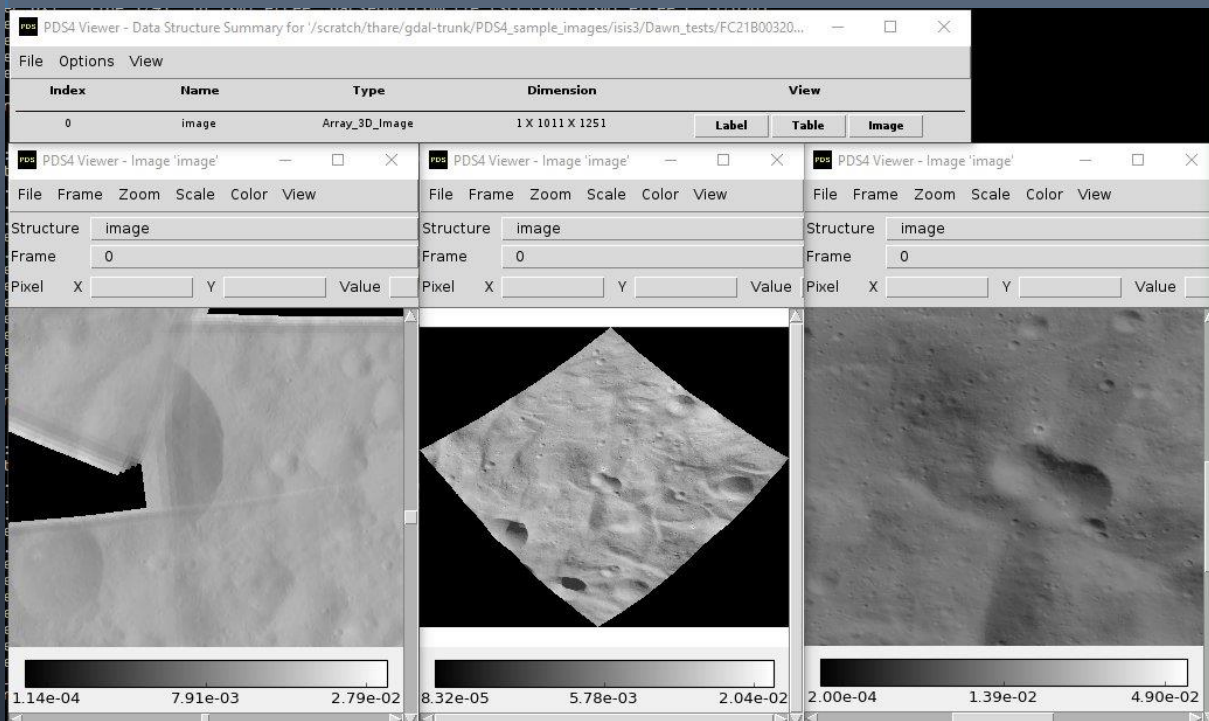 PDS PDS4 Viewer - Data Structure Summary for '/scratch/thare/gdal-trunk/PDS4_sample_images/isis3/Dawn_tests/FC21B00320...
File Options View
Index Name Type Dimension View
0 image Array_3D_Image 1 X 1011 X 1251 Label Table Image
PDS PDS4 Viewer - Image 'image'
File Frame Zoom Scale Color View
Structure image
Frame 0
Pixel X Y Value
1.14e-04 7.91e-03 2.79e-02
PDS PDS4 Viewer - Image 'image'
File Frame Zoom Scale Color View
Structure image
Frame 0
Pixel X Y Value
8.32e-05 5.78e-03 2.04e-02
PDS PDS4 Viewer - Image 'image'
File Frame Zoom Scale Color View
Structure image
Frame 0
Pixel X Y Value
2.00e-04 1.39e-02 4.90e-02